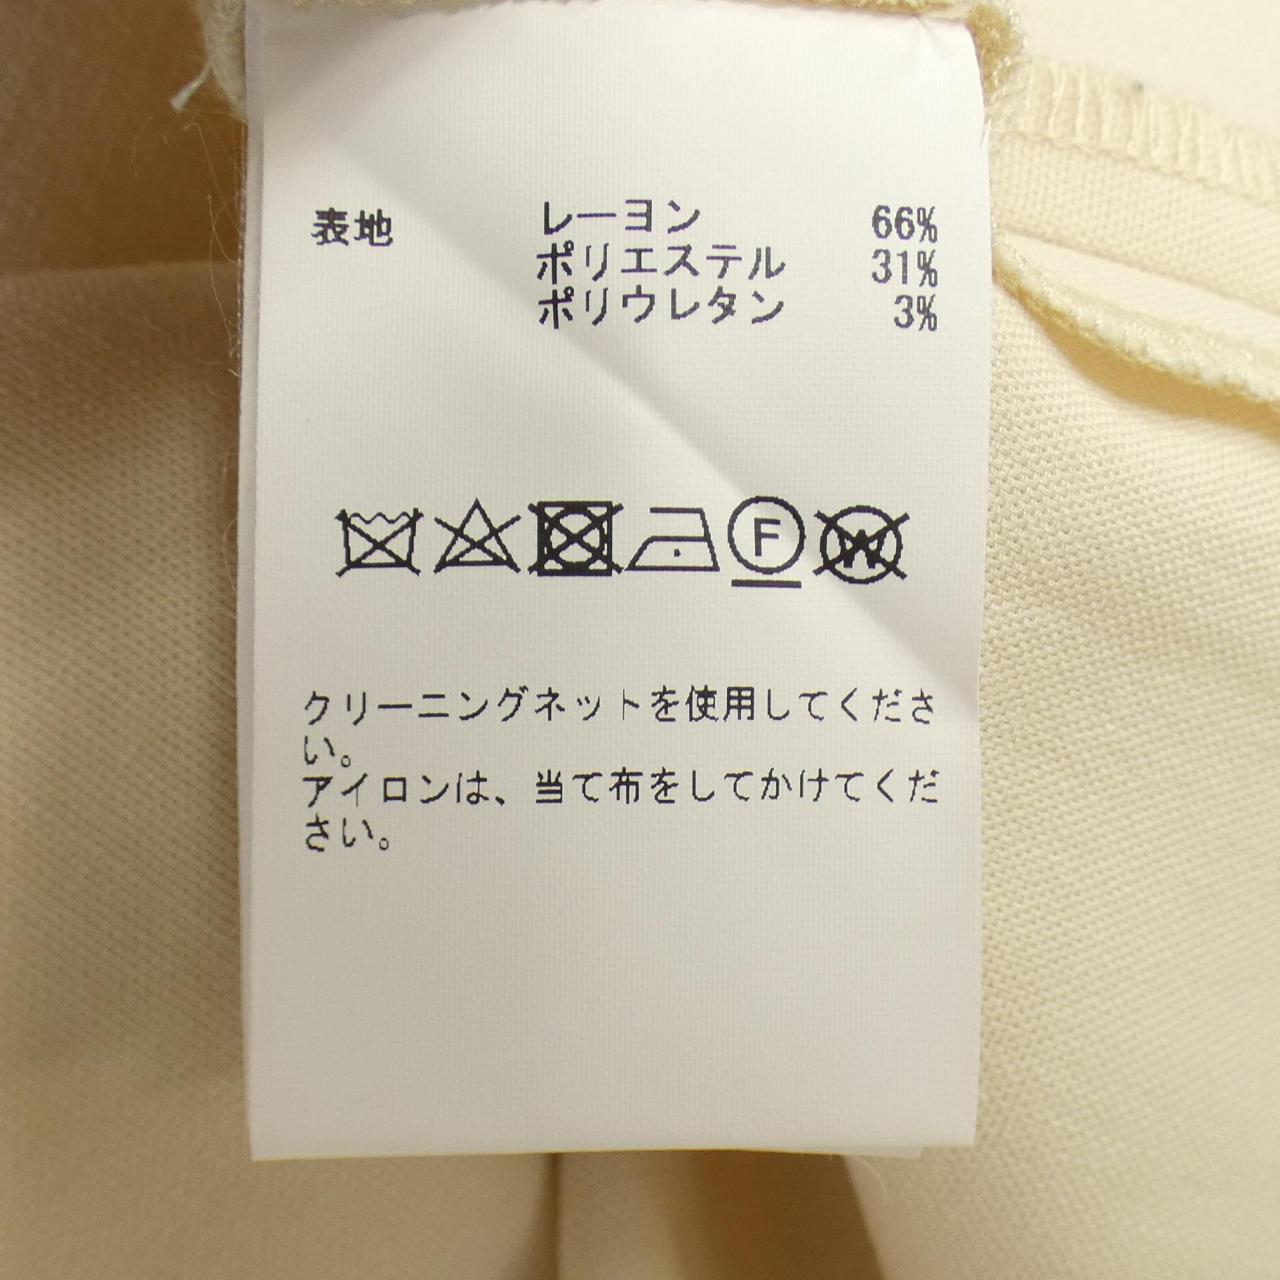 表地 レーヨン 66%
ポリエステル 31%
ポリウレタン 3%
F W
クリーニングネットを使用してくださ
い。
アイロンは、当て布をしてかけてくだ
さい。